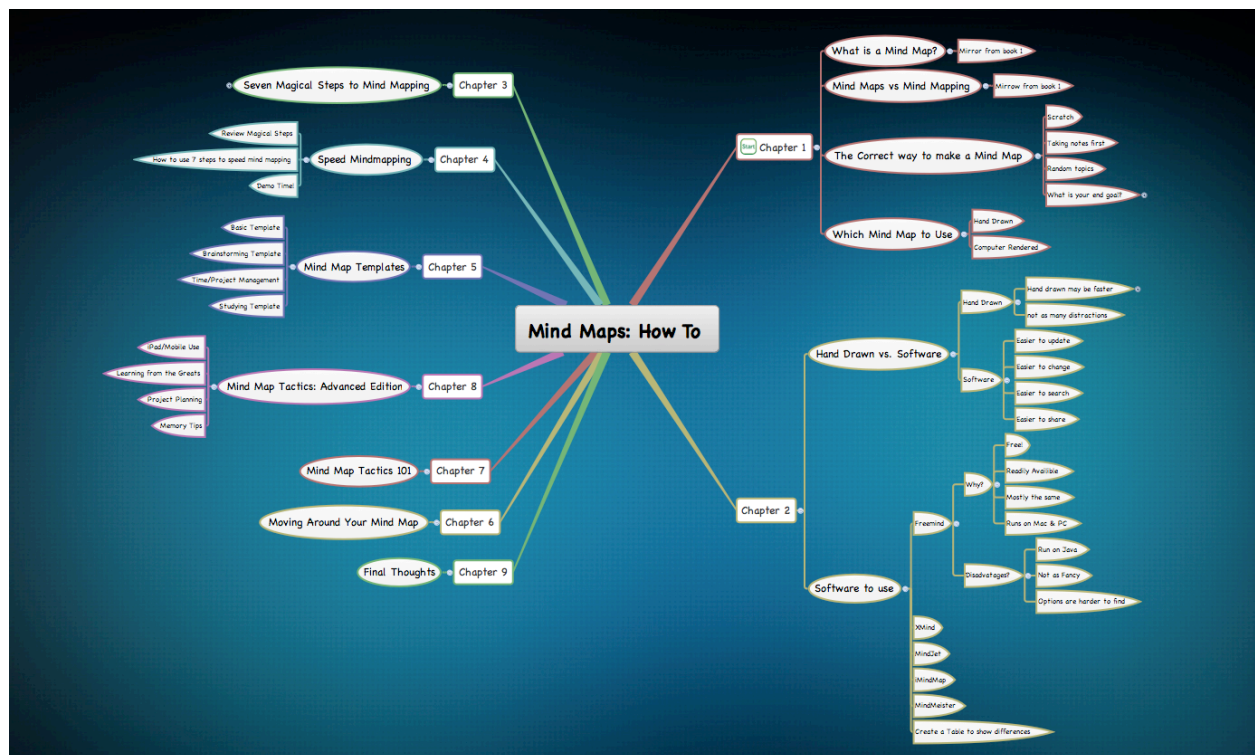 Mind Maps: How To
Start
Chapter 1
What is a Mind Map?
Mirror from book 1
Mind Maps vs Mind Mapping
Mirrow from book 1
The Correct way to make a Mind Map
Scratch
Taking notes first
Random topics
What is your end goal?
Which Mind Map to Use
Hand Drawn
Computer Rendered
Chapter 2
Hand Drawn vs. Software
Hand Drawn
Hand drawn may be faster
not as many distractions
Software
Easier to update
Easier to change
Easier to search
Easier to share
Software to use
Freemind
Why?
Free!
Readily Availible
Mostly the same
Runs on Mac & PC
Disadvatages?
Run on Java
Not as Fancy
Options are harder to find
XMind
MindJet
iMindMap
MindMeister
Create a Table to show differences
Chapter 3
Seven Magical Steps to Mind Mapping
Chapter 4
Speed Mindmapping
Review Magical Steps
How to use 7 steps to speed mind mapping
Demo Time!
Chapter 5
Mind Map Templates
Basic Template
Brainstorming Template
Time/Project Management
Studying Template
Chapter 8
Mind Map Tactics: Advanced Edition
iPad/Mobile Use
Learning from the Greats
Project Planning
Memory Tips
Chapter 7
Mind Map Tactics 101
Chapter 6
Moving Around Your Mind Map
Chapter 9
Final Thoughts